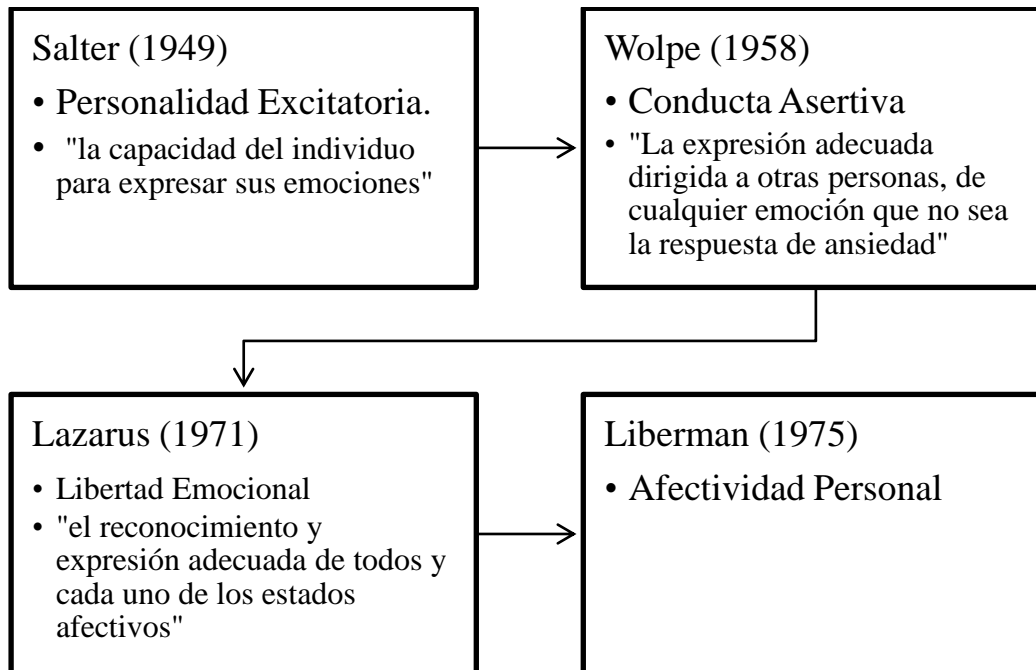 Salter (1949)
• Personalidad Excitatoria.
• "la capacidad del individuo
para expresar sus emociones"
Wolpe (1958)
• Conducta Asertiva
• "La expresión adecuada
dirigida a otras personas, de
cualquier emoción que no sea
la respuesta de ansiedad"
Lazarus (1971)
• Libertad Emocional
• "el reconocimiento y
expresión adecuada de todos y
cada uno de los estados
afectivos"
Liberman (1975)
• Afectividad Personal